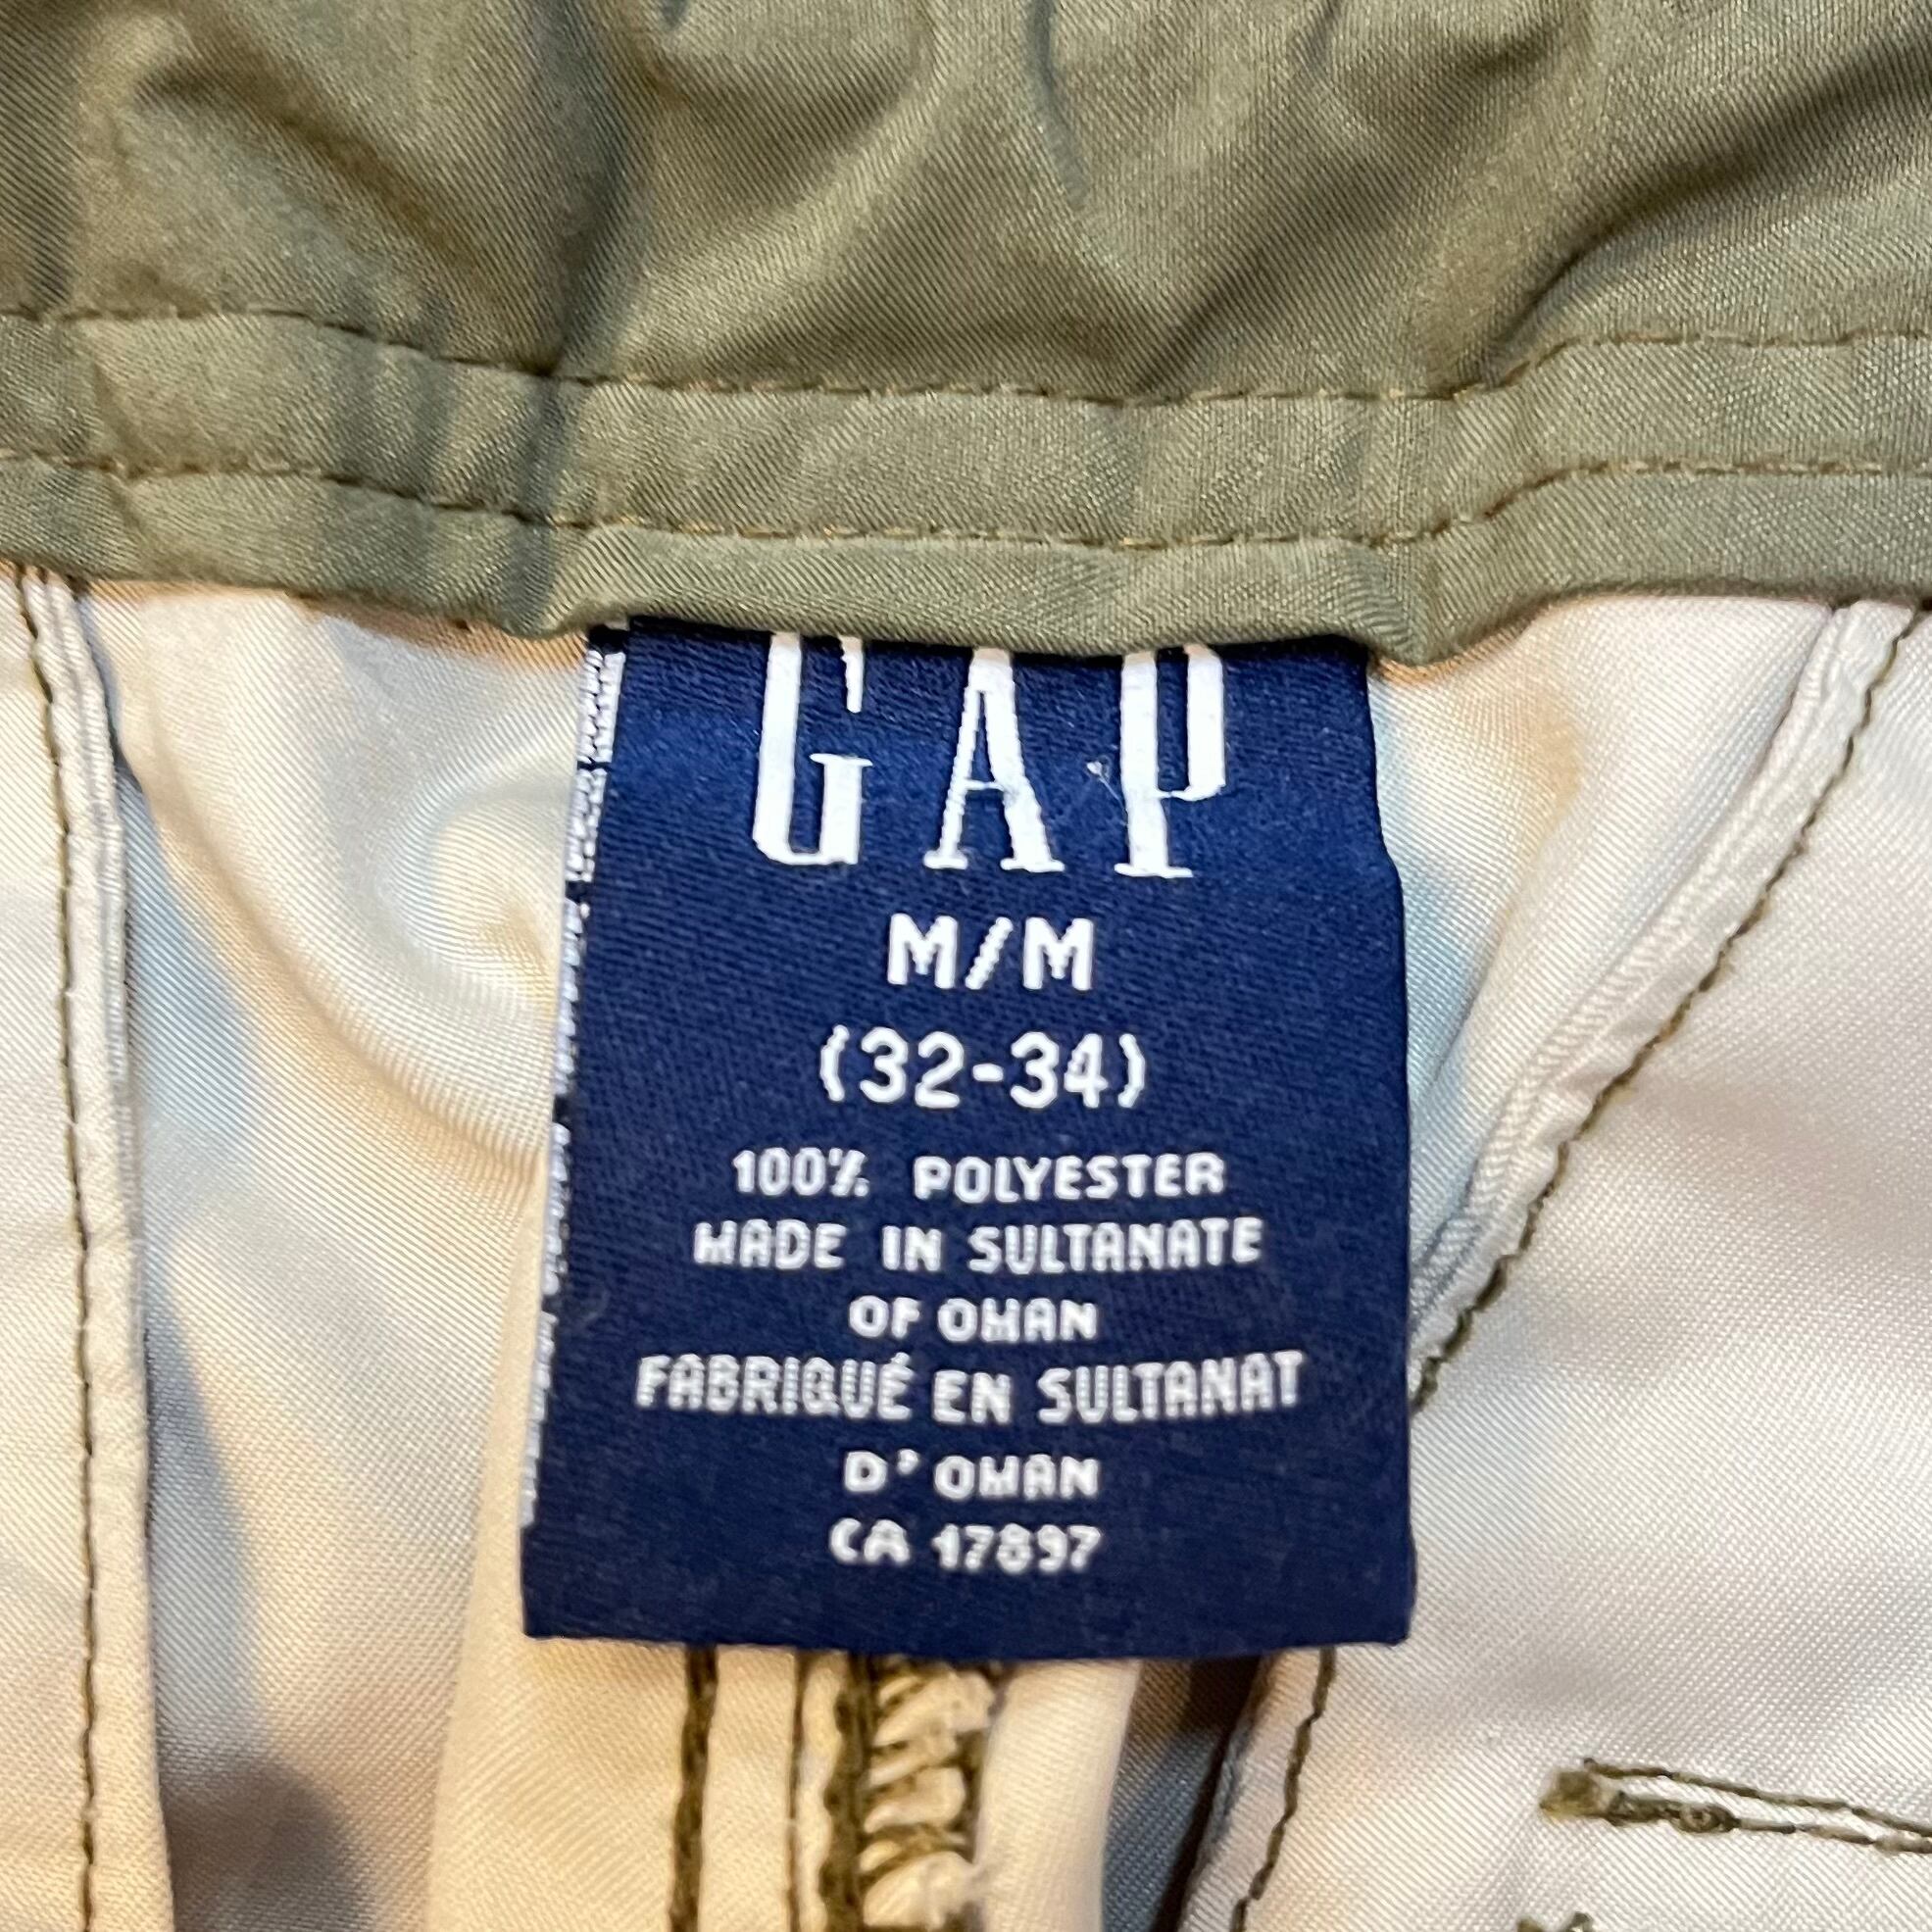 GAP
M/M
(32-34)
100% POLYESTER
MADE IN SULTANATE
OF OMAN
FABRIQUÉ EN SULTANAT
D'OMAN
CA 17897